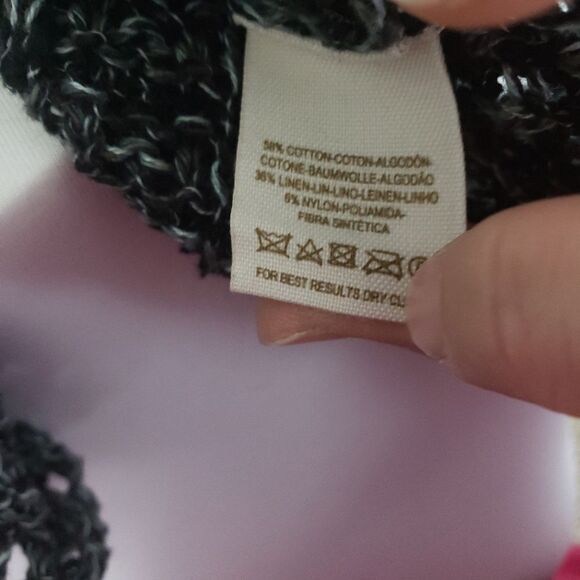 58% COTTON-COTON-ALGODÓN-
COTONE-BAUMWOLLE-ALGODÃO
36% LINEN-LIN-LINO-LEINEN-LINHO
6% NYLON-POLIAMIDA-
FIBRA SINTÉTICA
FOR BEST RESULTS DRY CL